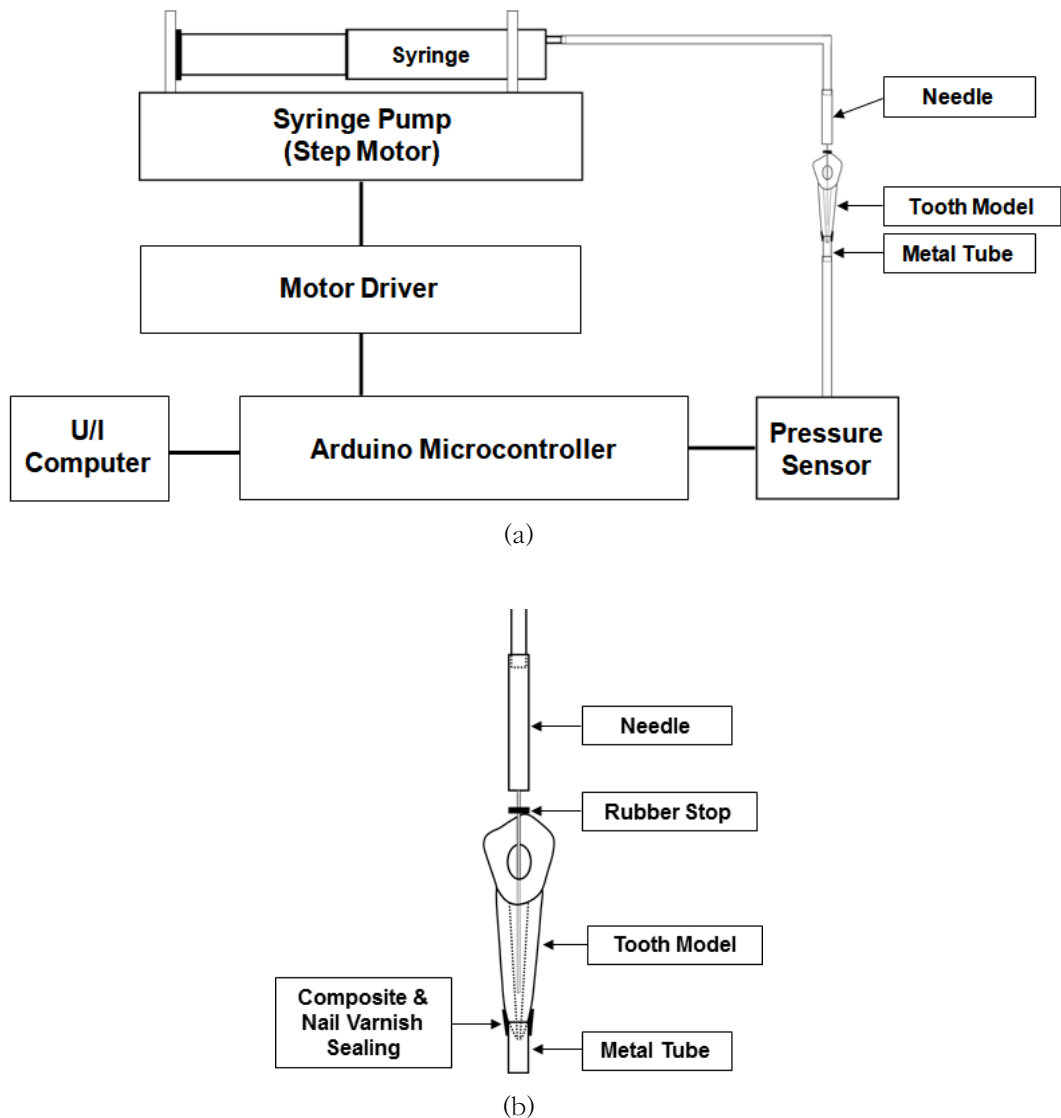 Syringe
Needle
Syringe Pump
(Step Motor)
Tooth Model
Metal Tube
Motor Driver
U/I
Computer
Arduino Microcontroller
Pressure
Sensor
(a)
Needle
Rubber Stop
Tooth Model
Composite &
Nail Varnish
Sealing
Metal Tube
(b)